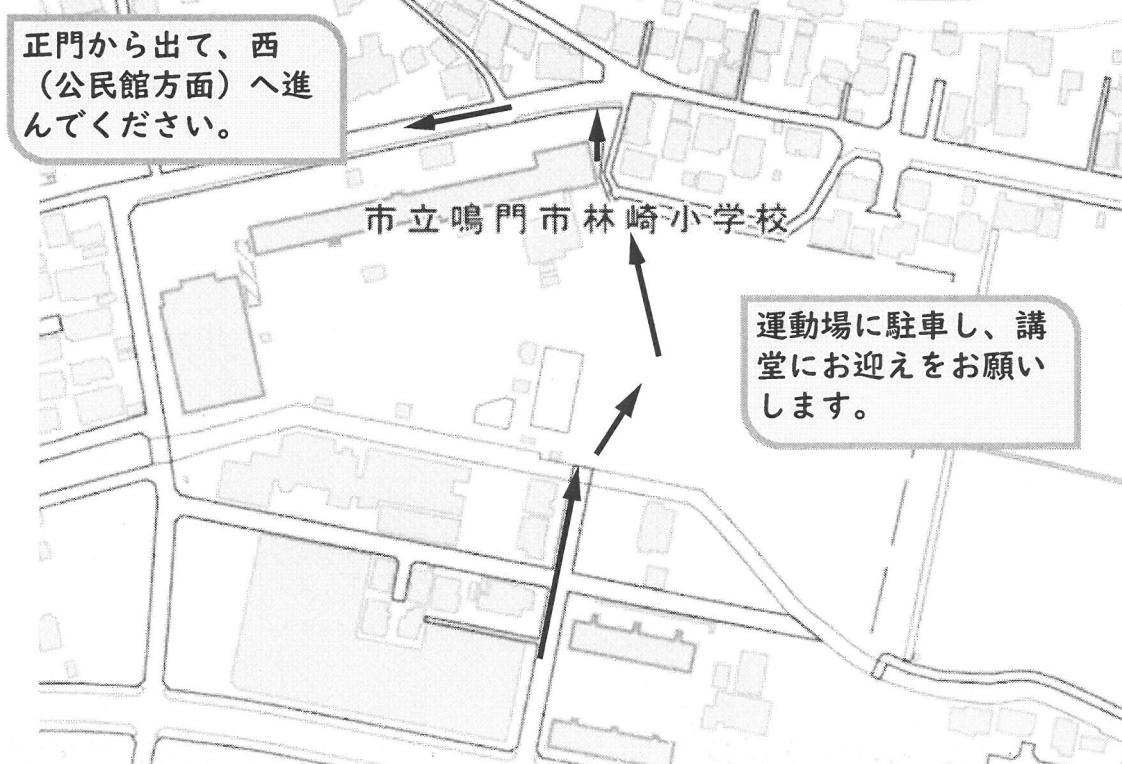 正門から出て、西
（公民館方面）へ進
んでください。
市立鳴門市林崎小学校
運動場に駐車し、講
堂にお迎えをお願い
します。